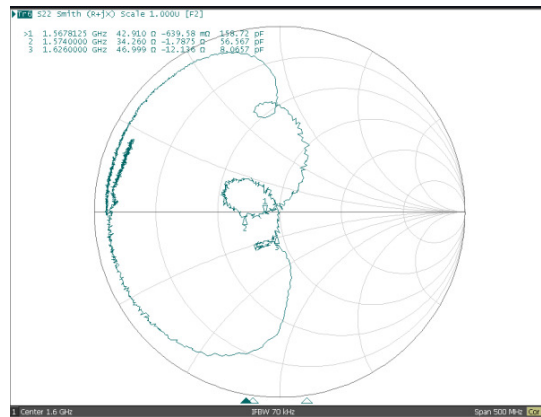 Tr6 S22 Smith (R+jX) Scale 1.000U [F2]
>1 1.5678125 GHz 42.910 Ω -639.58 mΩ 158.72 pF
2 1.5740000 GHz 34.260 Ω -1.7875 Ω 56.567 pF
3 1.6260000 GHz 46.999 Ω -12.136 Ω 8.0657 pF
1 Center 1.6 GHz IFBW 70 kHz Span 500 MHz Cor